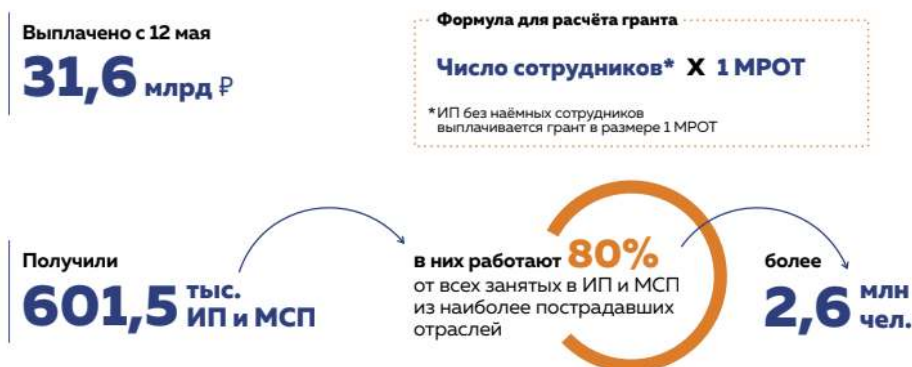 Выплачено с 12 мая
31,6 млрд ₽
Формула для расчёта гранта
Число сотрудников* X 1 МРОТ
*ИП без наёмных сотрудников
выплачивается грант в размере 1 МРОТ
Получили
601,5 тыс.
ИП и МСП
в них работают 80%
от всех занятых в ИП и МСП
из наиболее пострадавших
отраслей
более
2,6 млн
чел.